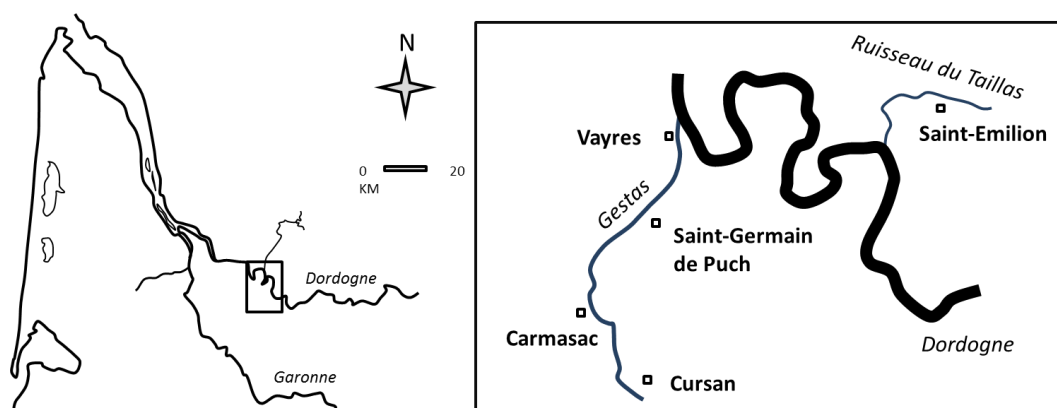 N
0 20
KM
Dordogne
Garonne
Ruisseau du Taillas
Saint-Emilion
Vayres
Gestas
Saint-Germain
de Puch
Carmasac
Cursan
Dordogne